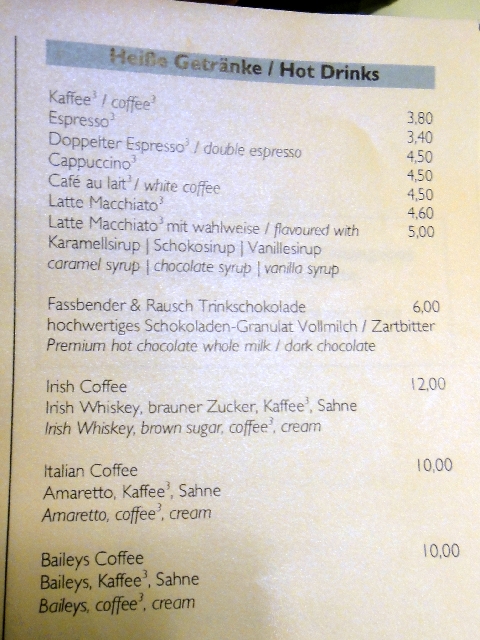 Heiße Getränke / Hot Drinks
Kaffee³ / coffee³ 3,80
Espresso³ 3,40
Doppelter Espresso³ / double espresso 4,50
Cappuccino³ 4,50
Café au lait³ / white coffee 4,50
Latte Macchiato³ 4,60
Latte Macchiato³ mit wahlweise / flavoured with 5,00
Karamellsirup | Schokosirup | Vanillesirup
caramel syrup | chocolate syrup | vanilla syrup
Fassbender & Rausch Trinkschokolade 6,00
hochwertiges Schokoladen-Granulat Vollmilch / Zartbitter
Premium hot chocolate whole milk / dark chocolate
Irish Coffee 12,00
Irish Whiskey, brauner Zucker, Kaffee³, Sahne
Irish Whiskey, brown sugar, coffee³, cream
Italian Coffee 10,00
Amaretto, Kaffee³, Sahne
Amaretto, coffee³, cream
Baileys Coffee 10,00
Baileys, Kaffee³, Sahne
Baileys, coffee³, cream